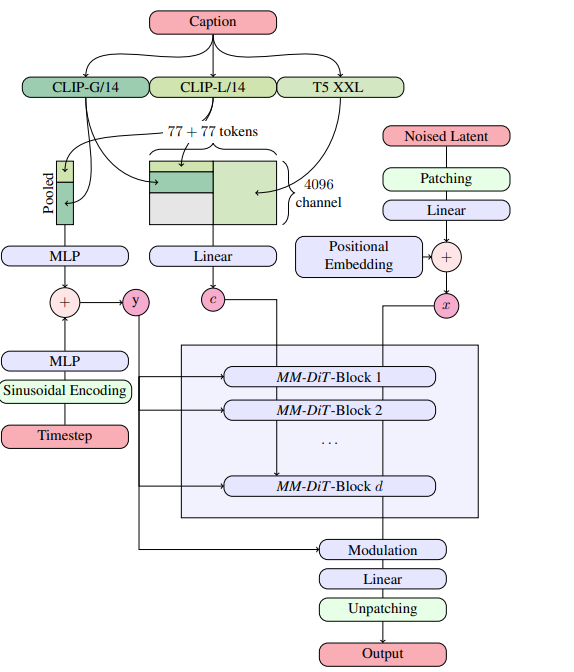 Caption
CLIP-G/14
CLIP-L/14
T5 XXL
77 + 77 tokens
Pooled
4096
channel
Noised Latent
Patching
Linear
MLP
Linear
Positional
Embedding
+
+
y
c
x
MLP
Sinusoidal Encoding
Timestep
MM-DiT-Block 1
MM-DiT-Block 2
...
MM-DiT-Block d
Modulation
Linear
Unpatching
Output